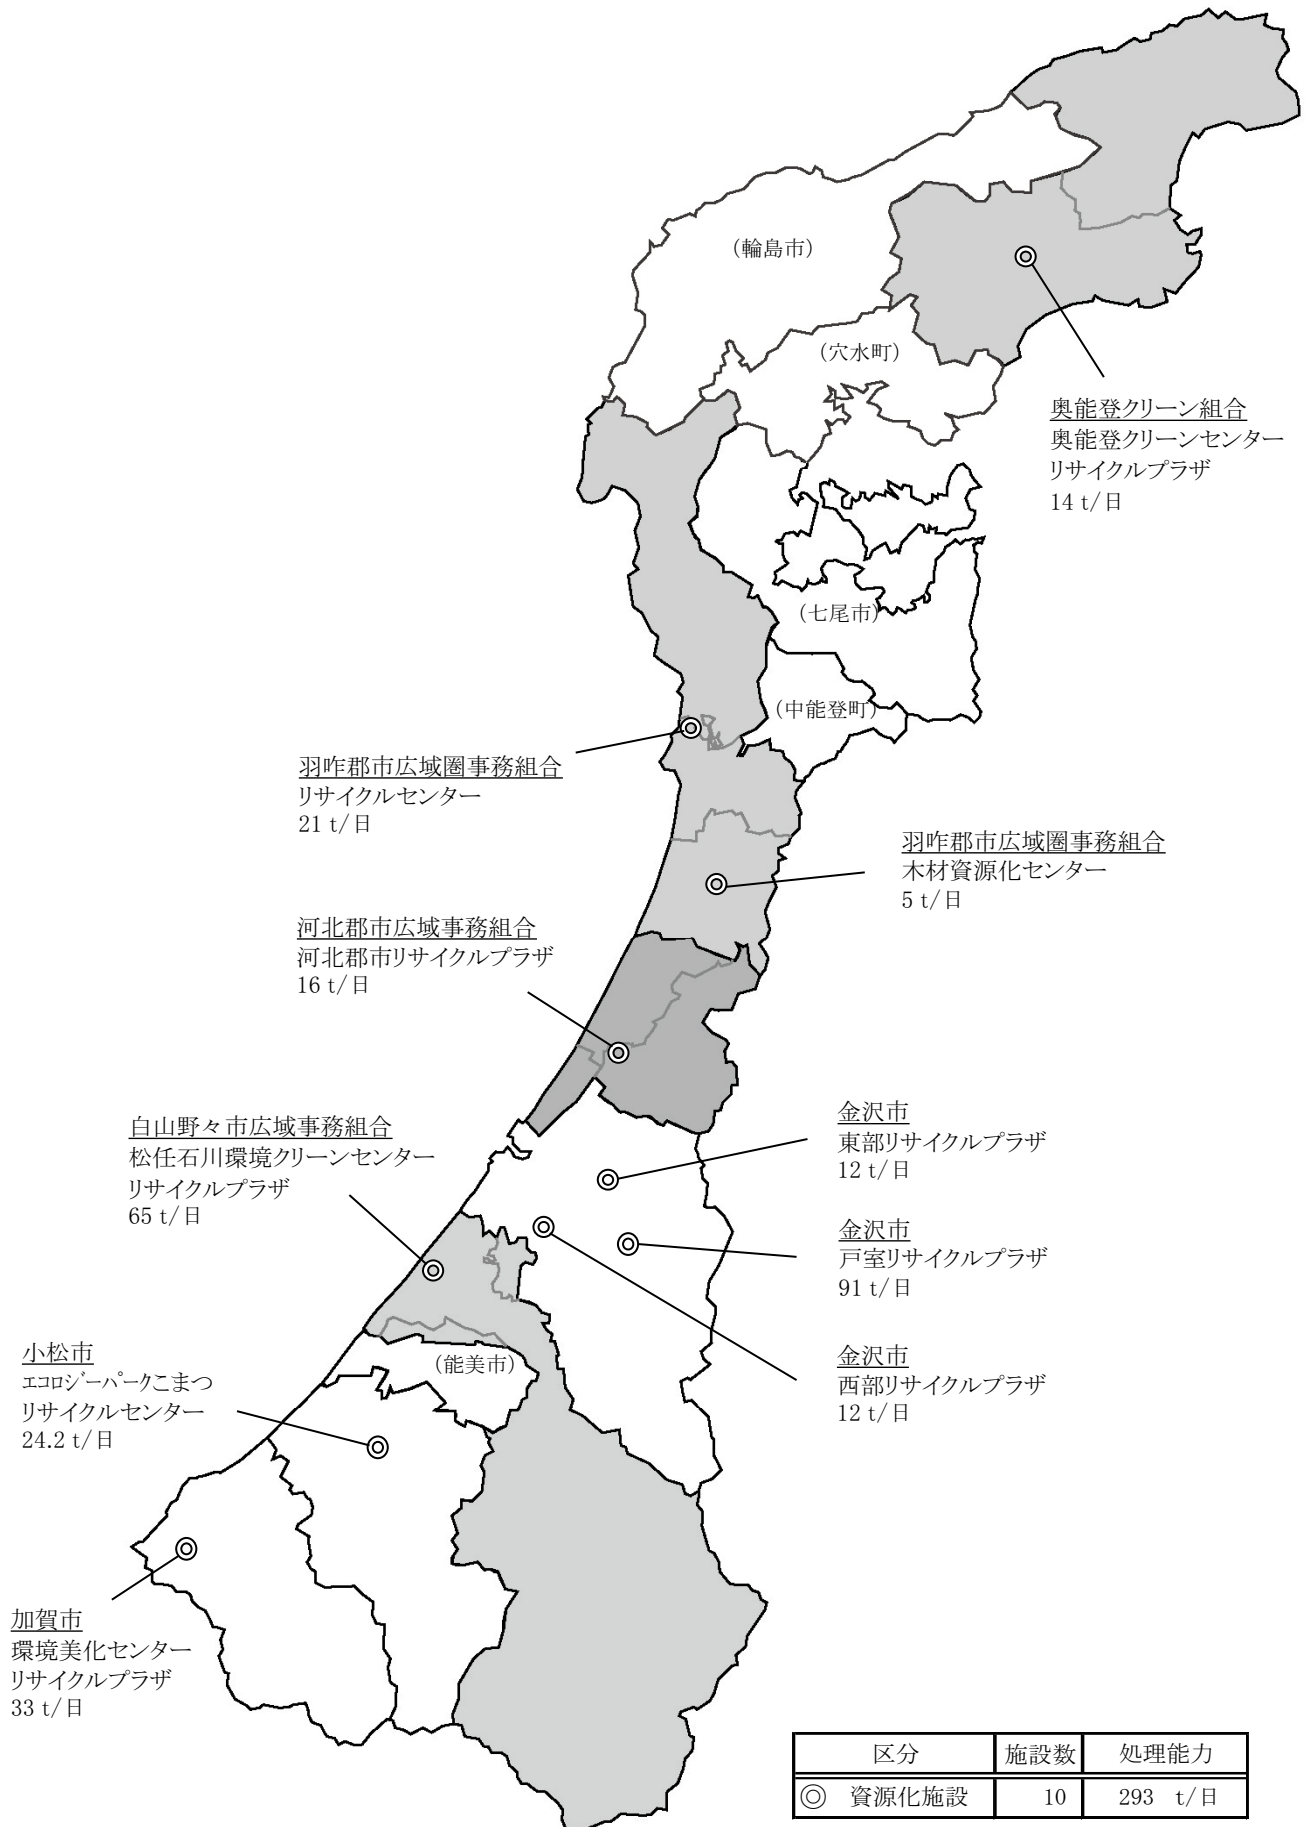 (輪島市)
(穴水町)
奥能登クリーン組合
奥能登クリーンセンター
リサイクルプラザ
14 t/日
(七尾市)
(中能登町)
羽咋郡市広域圏事務組合
リサイクルセンター
21 t/日
羽咋郡市広域圏事務組合
木材資源化センター
5 t/日
河北郡市広域事務組合
河北郡市リサイクルプラザ
16 t/日
白山野々市広域事務組合
松任石川環境クリーンセンター
リサイクルプラザ
65 t/日
金沢市
東部リサイクルプラザ
12 t/日
金沢市
戸室リサイクルプラザ
91 t/日
金沢市
西部リサイクルプラザ
12 t/日
(能美市)
小松市
エコロジーパークこまつ
リサイクルセンター
24.2 t/日
加賀市
環境美化センター
リサイクルプラザ
33 t/日
区分 施設数 処理能力
◎ 資源化施設 10 293 t/日